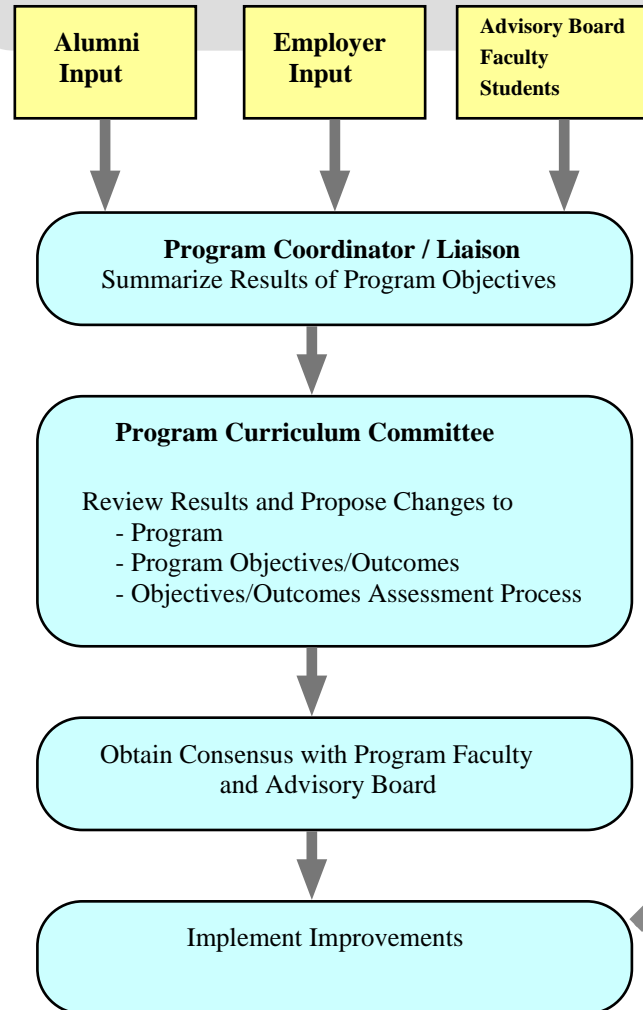 Alumni
Input
Employer
Input
Advisory Board
Faculty
Students
Program Coordinator / Liaison
Summarize Results of Program Objectives
Program Curriculum Committee
Review Results and Propose Changes to
- Program
- Program Objectives/Outcomes
- Objectives/Outcomes Assessment Process
Obtain Consensus with Program Faculty
and Advisory Board
Implement Improvements